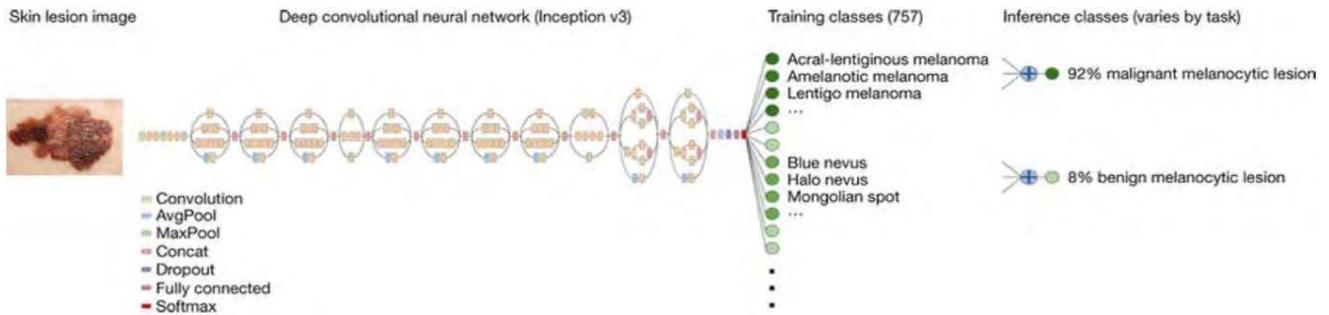 Skin lesion image
Deep convolutional neural network (Inception v3)
Training classes (757)
Inference classes (varies by task)
Acral-lentiginous melanoma
Amelanotic melanoma
Lentigo melanoma
...
Blue nevus
Halo nevus
Mongolian spot
...
92% malignant melanocytic lesion
8% benign melanocytic lesion
Convolution
AvgPool
MaxPool
Concat
Dropout
Fully connected
Softmax